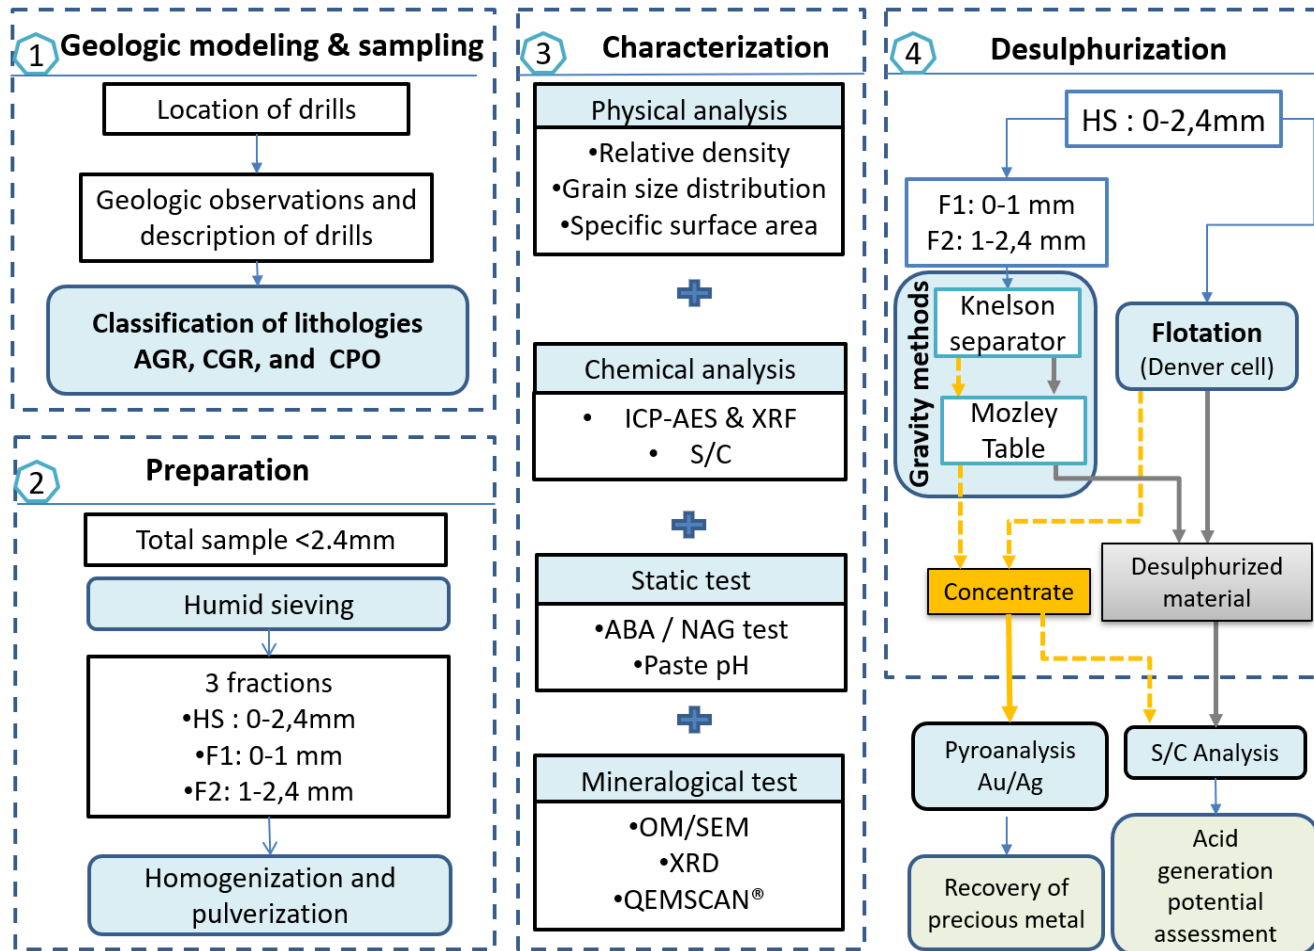 1
Geologic modeling & sampling
Location of drills
Geologic observations and
description of drills
Classification of lithologies
AGR, CGR, and CPO
2
Preparation
Total sample <2.4mm
Humid sieving
3 fractions
•HS : 0-2,4mm
•F1: 0-1 mm
•F2: 1-2,4 mm
Homogenization and
pulverization
3
Characterization
Physical analysis
•Relative density
•Grain size distribution
•Specific surface area
Chemical analysis
• ICP-AES & XRF
• S/C
Static test
•ABA / NAG test
•Paste pH
Mineralogical test
•OM/SEM
•XRD
•QEMSCAN®
4
Desulphurization
HS : 0-2,4mm
F1: 0-1 mm
F2: 1-2,4 mm
Gravity methods
Knelson
separator
Mozley
Table
Flotation
(Denver cell)
Concentrate
Desulphurized
material
Pyroanalysis
Au/Ag
S/C Analysis
Recovery of
precious metal
Acid
generation
potential
assessment